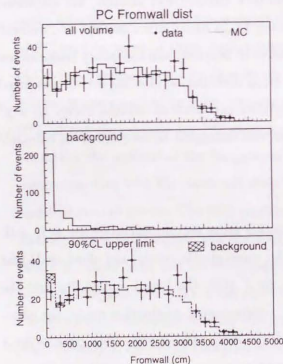 PC Fromwall dist
all volume
data
MC
Number of events
40
20
0
background
Number of events
200
100
0
90%CL upper limit
background
Number of events
40
20
0
0 500 1000 1500 2000 2500 3000 3500 4000 4500 5000
Fromwall (cm)